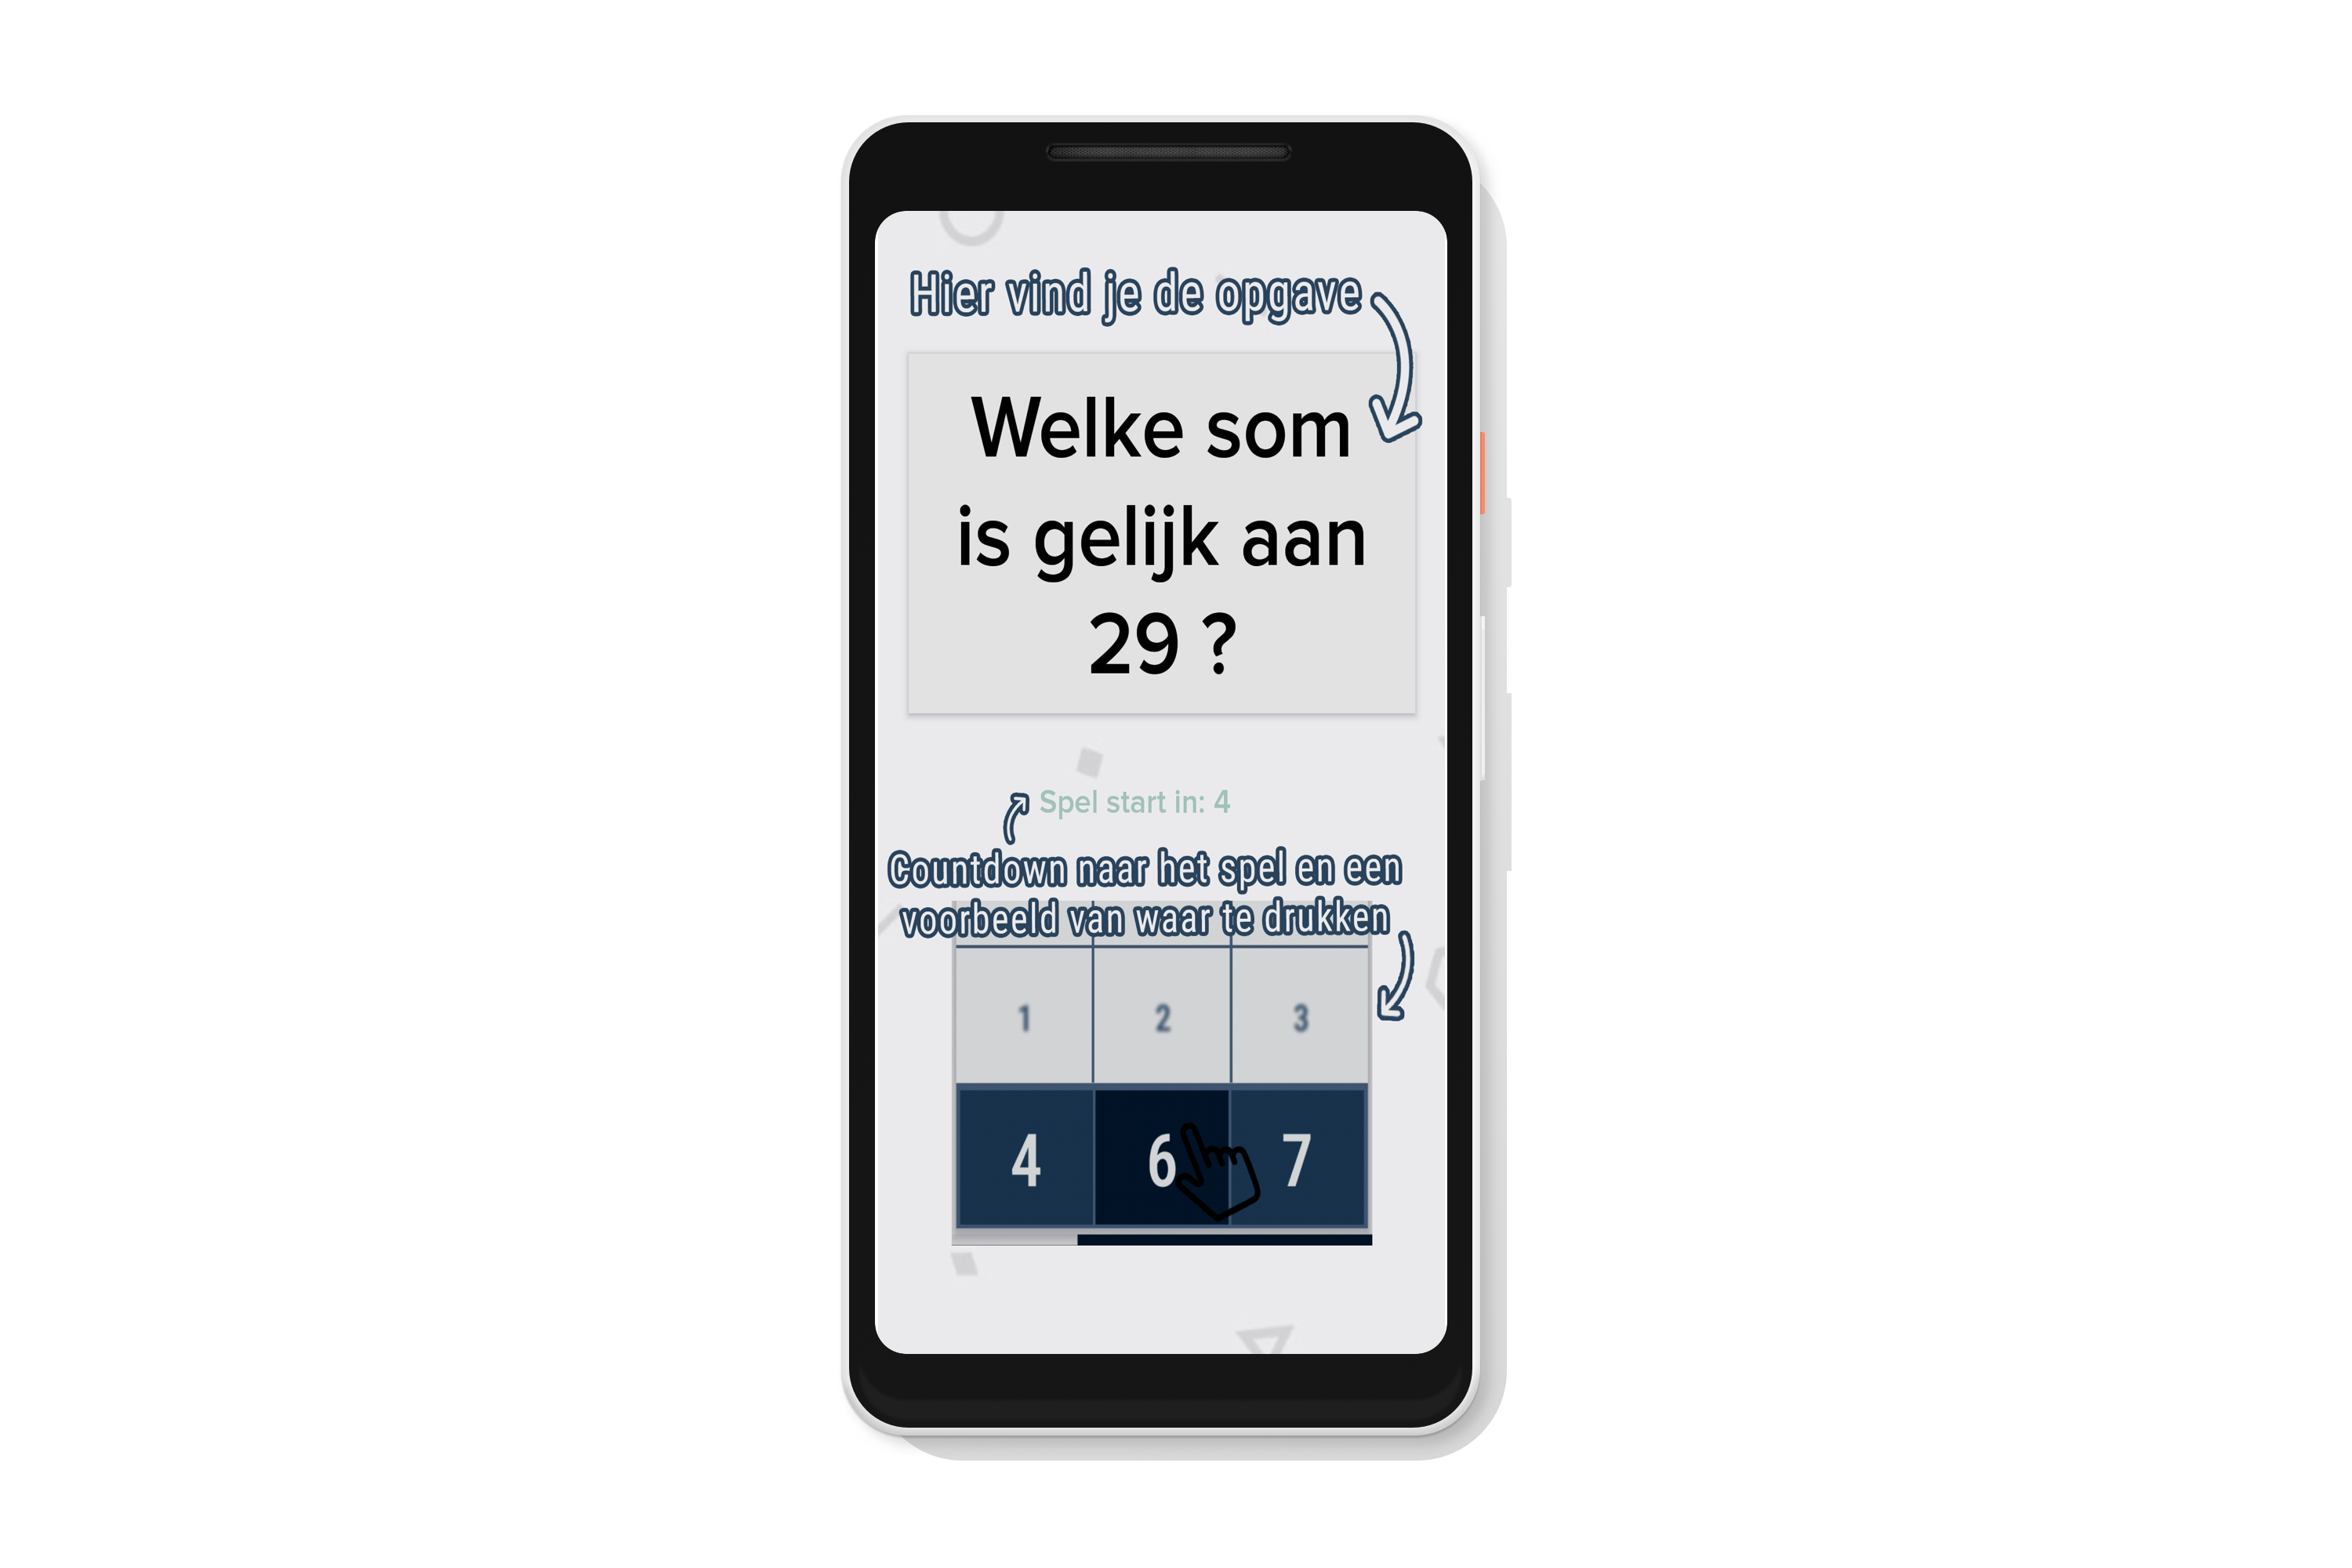 Hier vind je de opgave
Welke som
is gelijk aan
29 ?
Spel start in: 4
Countdown naar het spel en een
voorbeeld van waar te drukken
1 2 3
4 6 7